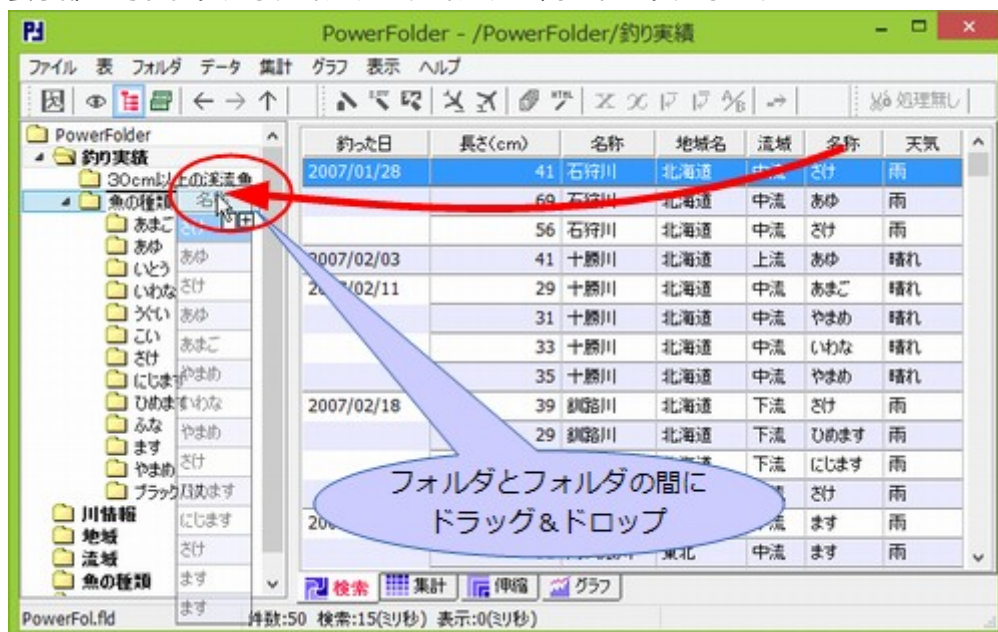 PowerFolder - /PowerFolder/釣り実績
ファイル 表 フォルダ データ 集計 グラフ 表示 ヘルプ
処理無し
PowerFolder
釣り実績
30cm以上の渓流魚
魚の種類
あまご
あゆ
いとう
いわな
うぐい
こい
さけ
にじます
ひめます
ふな
ます
やまめ
ブラック
川情報
地域
流域
魚の種類
名称
さけ
あゆ
さけ
あゆ
あまご
やまめ
いわな
やまめ
さけ
ひめます
にじます
さけ
ます
ます
釣った日 長さ(cm) 名称 地域名 流域 名称 天気
2007/01/28 41 石狩川 北海道 中流 さけ 雨
69 石狩川 北海道 中流 あゆ 雨
56 石狩川 北海道 中流 さけ 雨
2007/02/03 41 十勝川 北海道 上流 あゆ 晴れ
2007/02/11 29 十勝川 北海道 中流 あまご 晴れ
31 十勝川 北海道 中流 やまめ 晴れ
33 十勝川 北海道 中流 いわな 晴れ
35 十勝川 北海道 中流 やまめ 晴れ
2007/02/18 39 釧路川 北海道 下流 さけ 雨
29 釧路川 北海道 下流 ひめます 雨
下流 にじます 雨
さけ 雨
ます 雨
東北 中流 ます 雨
フォルダとフォルダの間に
ドラッグ&ドロップ
検索 集計 伸縮 グラフ
PowerFol.fld 件数:50 検索:15(ミリ秒) 表示:0(ミリ秒)